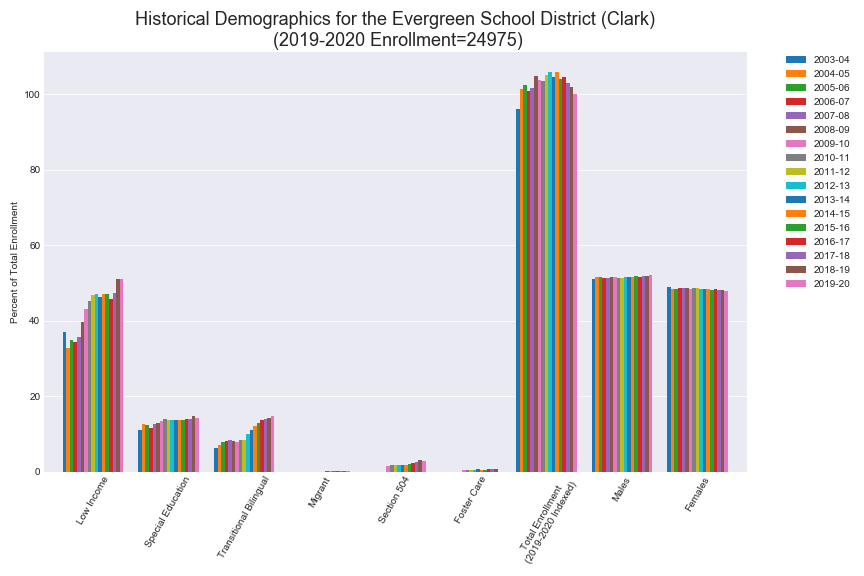 Historical Demographics for the Evergreen School District (Clark)
(2019-2020 Enrollment=24975)
Percent of Total Enrollment
100
80
60
40
20
0
Low Income
Special Education
Transitional Bilingual
Migrant
Section 504
Foster Care
Total Enrollment
(2019-2020 Indexed)
Males
Females
2003-04
2004-05
2005-06
2006-07
2007-08
2008-09
2009-10
2010-11
2011-12
2012-13
2013-14
2014-15
2015-16
2016-17
2017-18
2018-19
2019-20